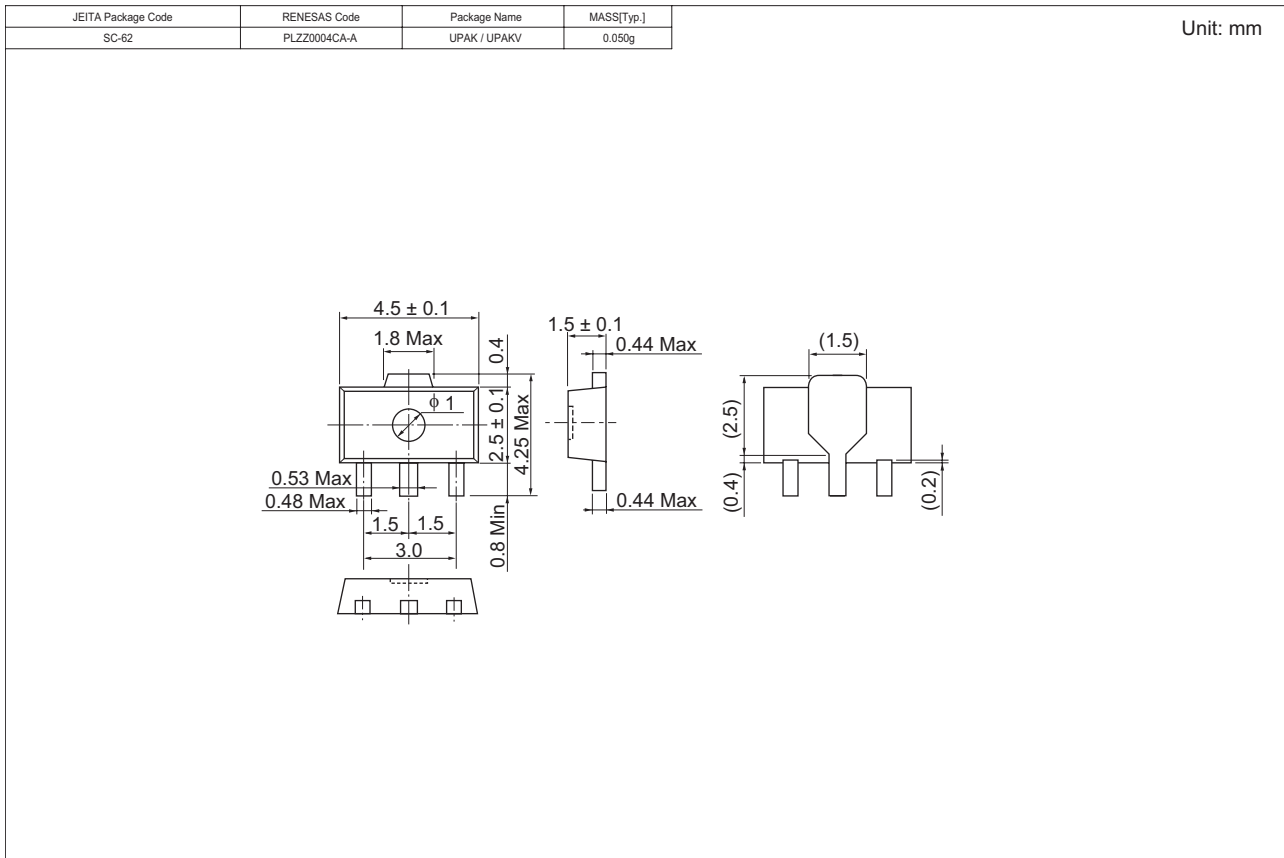 JEITA Package Code RENESAS Code Package Name MASS[Typ.]
SC-62 PLZZ0004CA-A UPAK / UPAKV 0.050g
Unit: mm
4.5 ± 0.1
1.8 Max
0.4
ϕ 1
2.5 ± 0.1
4.25 Max
0.53 Max
0.48 Max
1.5 1.5
3.0
0.8 Min
1.5 ± 0.1
0.44 Max
0.44 Max
(1.5)
(2.5)
(0.4)
(0.2)